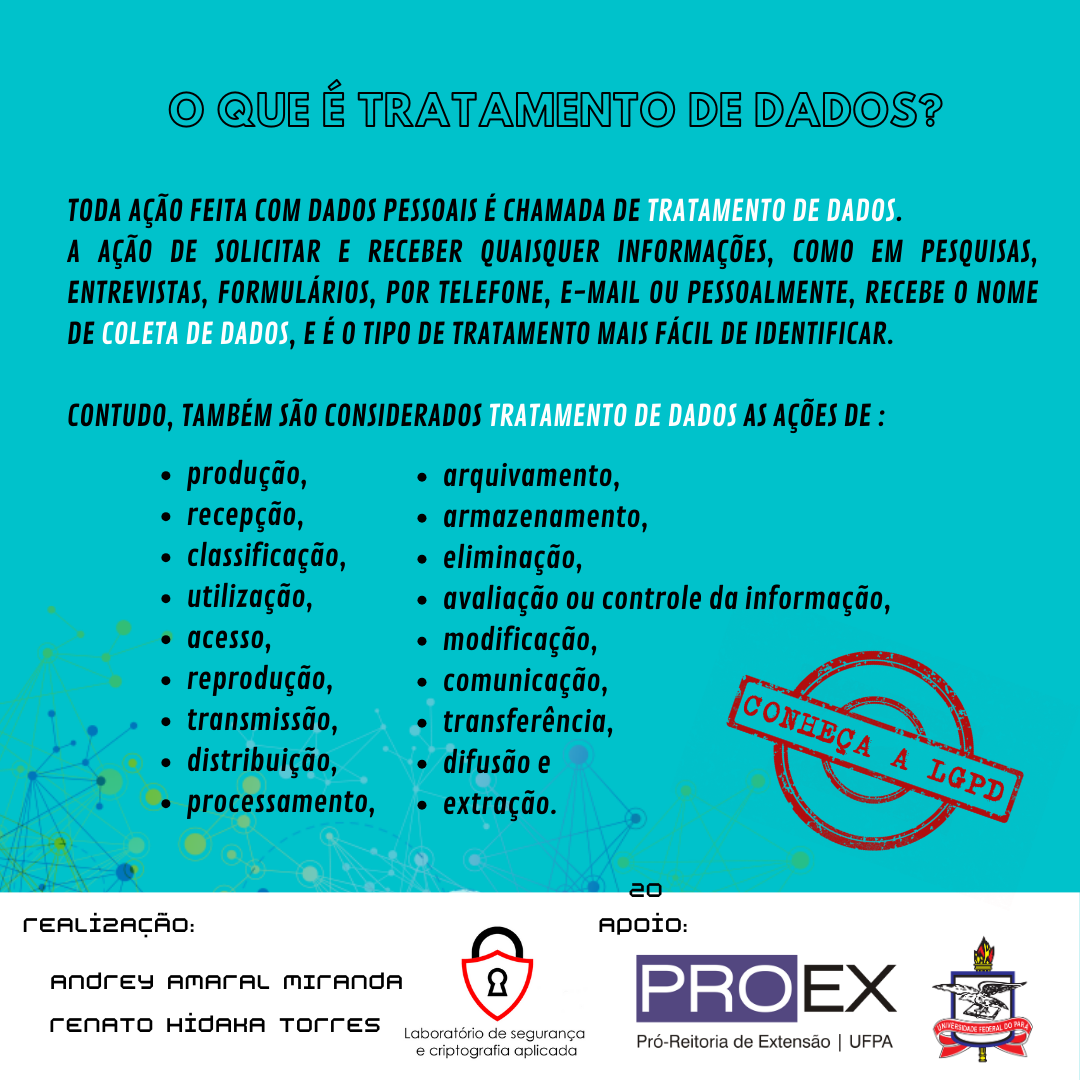 O QUE É TRATAMENTO DE DADOS?
TODA AÇÃO FEITA COM DADOS PESSOAIS É CHAMADA DE TRATAMENTO DE DADOS.
A AÇÃO DE SOLICITAR E RECEBER QUAISQUER INFORMAÇÕES, COMO EM PESQUISAS,
ENTREVISTAS, FORMULÁRIOS, POR TELEFONE, E-MAIL OU PESSOALMENTE, RECEBE O NOME
DE COLETA DE DADOS, E É O TIPO DE TRATAMENTO MAIS FÁCIL DE IDENTIFICAR.
CONTUDO, TAMBÉM SÃO CONSIDERADOS TRATAMENTO DE DADOS AS AÇÕES DE :
• produção,
• recepção,
• classificação,
• utilização,
• acesso,
• reprodução,
• transmissão,
• distribuição,
• processamento,
• arquivamento,
• armazenamento,
• eliminação,
• avaliação ou controle da informação,
• modificação,
• comunicação,
• transferência,
• difusão e
• extração.
CONHEÇA A LGPD
20
Realização:
Andrey Amaral Miranda
Renato Hidaka Torres
Laboratório de segurança
e criptografia aplicada
Apoio:
PROEX
Pró-Reitoria de Extensão | UFPA
UNIVERSIDADE FEDERAL DO PARÁ